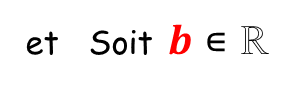 et Soit b ∈ ℝ